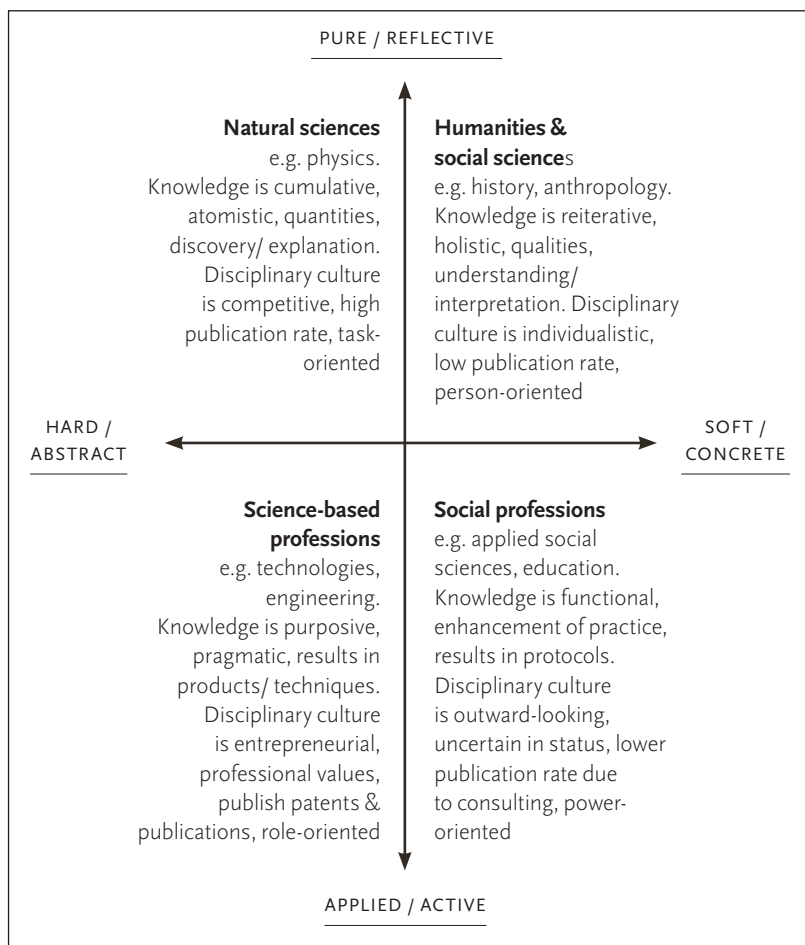 PURE / REFLECTIVE
Natural sciences
e.g. physics.
Knowledge is cumulative,
atomistic, quantities,
discovery/ explanation.
Disciplinary culture
is competitive, high
publication rate, task-
oriented
Humanities &
social sciences
e.g. history, anthropology.
Knowledge is reiterative,
holistic, qualities,
understanding/
interpretation. Disciplinary
culture is individualistic,
low publication rate,
person-oriented
HARD /
ABSTRACT
SOFT /
CONCRETE
Science-based
professions
e.g. technologies,
engineering.
Knowledge is purposive,
pragmatic, results in
products/ techniques.
Disciplinary culture
is entrepreneurial,
professional values,
publish patents &
publications, role-oriented
Social professions
e.g. applied social
sciences, education.
Knowledge is functional,
enhancement of practice,
results in protocols.
Disciplinary culture
is outward-looking,
uncertain in status, lower
publication rate due
to consulting, power-
oriented
APPLIED / ACTIVE